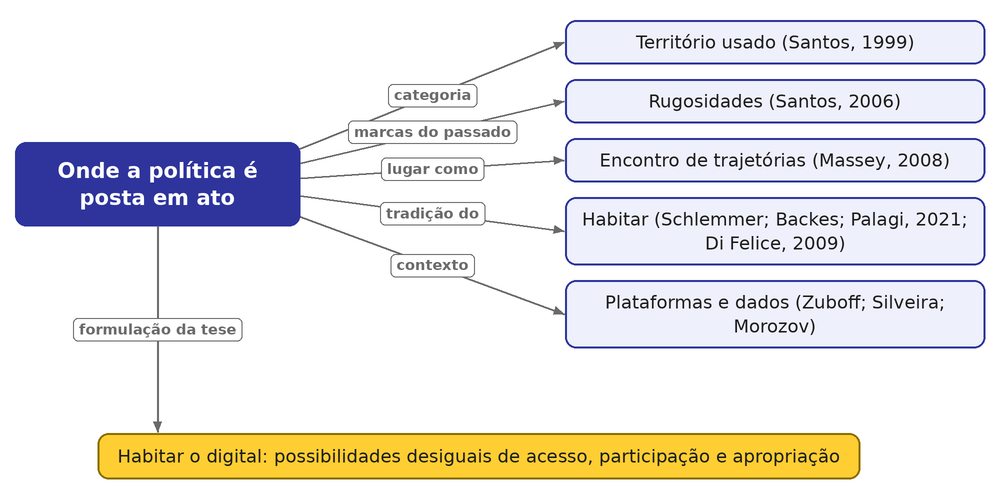 Onde a política é
posta em ato
categoria
Território usado (Santos, 1999)
marcas do passado
Rugosidades (Santos, 2006)
lugar como
Encontro de trajetórias (Massey, 2008)
tradição do
Habitar (Schlemmer; Backes; Palagi, 2021;
Di Felice, 2009)
contexto
Plataformas e dados (Zuboff; Silveira;
Morozov)
formulação da tese
Habitar o digital: possibilidades desiguais de acesso, participação e apropriação